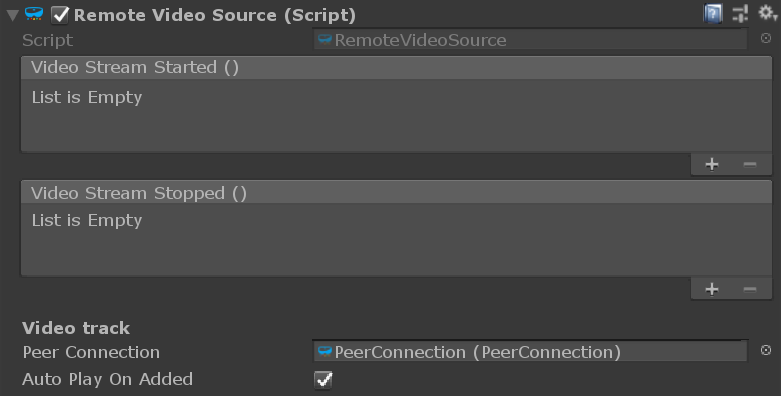 Remote Video Source (Script)
Script RemoteVideoSource
Video Stream Started ()
List is Empty
Video Stream Stopped ()
List is Empty
Video track
Peer Connection PeerConnection (PeerConnection)
Auto Play On Added